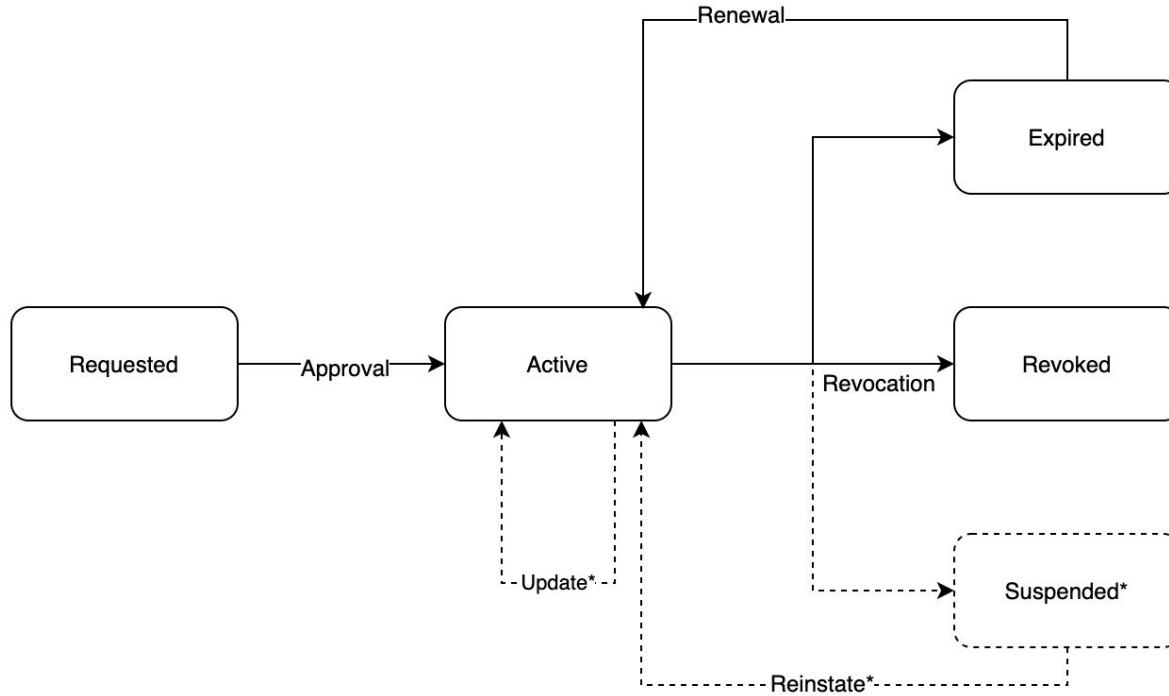 Renewal
Expired
Requested
Approval
Active
Revocation
Revoked
Update*
Suspended*
Reinstate*